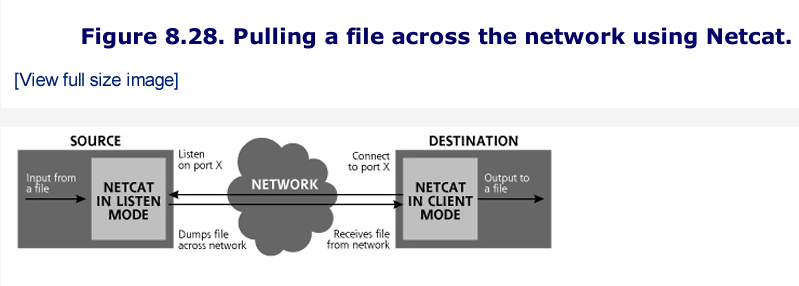 Figure 8.28. Pulling a file across the network using Netcat.
[View full size image]
SOURCE
DESTINATION
Input from
a file
NETCAT
IN LISTEN
MODE
Listen
on port X
Dumps file
across network
NETWORK
Connect
to port X
Receives file
from network
NETCAT
IN CLIENT
MODE
Output to
a file